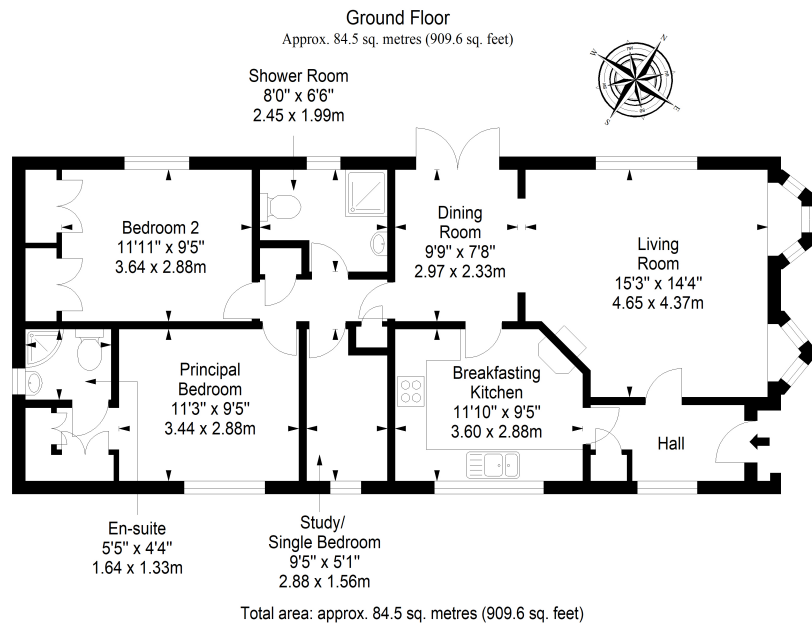 Ground Floor
Approx. 84.5 sq. metres (909.6 sq. feet)
N
W
E
S
Shower Room
8'0" x 6'6"
2.45 x 1.99m
Bedroom 2
11'11" x 9'5"
3.64 x 2.88m
Dining
Room
9'9" x 7'8"
2.97 x 2.33m
Living
Room
15'3" x 14'4"
4.65 x 4.37m
Principal
Bedroom
11'3" x 9'5"
3.44 x 2.88m
Breakfasting
Kitchen
11'10" x 9'5"
3.60 x 2.88m
Hall
En-suite
5'5" x 4'4"
1.64 x 1.33m
Study/
Single Bedroom
9'5" x 5'1"
2.88 x 1.56m
Total area: approx. 84.5 sq. metres (909.6 sq. feet)